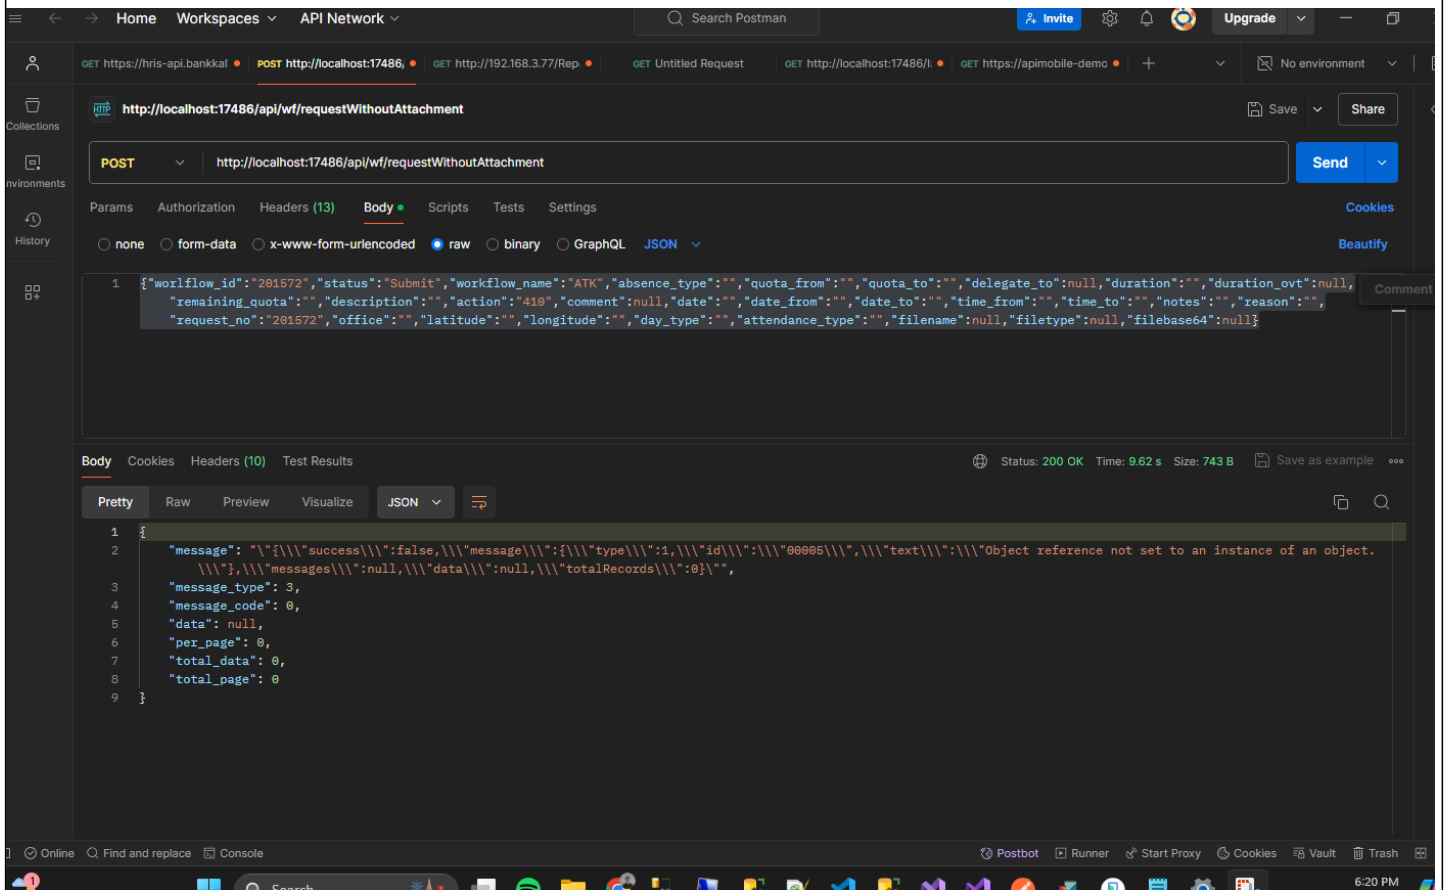 Home Workspaces API Network Search Postman Invite Upgrade
GET https://hris-api.bankkal POST http://localhost:17486, GET http://192.168.3.77/Rep GET Untitled Request GET http://localhost:17486/l. GET https://apimobile-demo No environment
HTTP http://localhost:17486/api/wf/requestWithoutAttachment Save Share
Collections
POST http://localhost:17486/api/wf/requestWithoutAttachment Send
nvironments
Params Authorization Headers (13) Body Scripts Tests Settings Cookies
History
none form-data x-www-form-urlencoded raw binary GraphQL JSON Beautify
1 {"worlflow_id":"201572","status":"Submit","workflow_name":"ATK","absence_type":"","quota_from":"","quota_to":"","delegate_to":null,"duration":"","duration_ovt":null,
Comment
"remaining_quota":"","description":"","action":"410","comment":null,"date":"","date_from":"","date_to":"","time_from":"","time_to":"","notes":"","reason":"",
"request_no":"201572","office":"","latitude":"","longitude":"","day_type":"","attendance_type":"","filename":null,"filetype":null,"filebase64":null}
Body Cookies Headers (10) Test Results Status: 200 OK Time: 9.62 s Size: 743 B Save as example
Pretty Raw Preview Visualize JSON
1 {
2 "message": "\"{\\\"success\\\":false,\\\"message\\\":{\\\"type\\\":1,\\\"id\\\":\\\"00005\\\",\\\"text\\\":\\\"Object reference not set to an instance of an object.
\\\"},\\\"messages\\\":null,\\\"data\\\":null,\\\"totalRecords\\\":0}\"",
3 "message_type": 3,
4 "message_code": 0,
5 "data": null,
6 "per_page": 0,
7 "total_data": 0,
8 "total_page": 0
9 }
Online Find and replace Console Postbot Runner Start Proxy Cookies Vault Trash
1 Search 6:20 PM